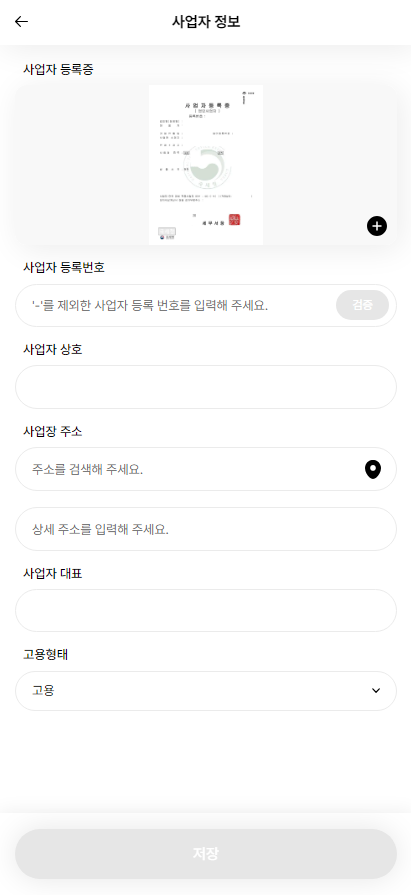 사업자 정보
사업자 등록증
사 업 자 등 록 증
세 무 서 장
사업자 등록번호
'-'를 제외한 사업자 등록 번호를 입력해 주세요.
검증
사업자 상호
사업장 주소
주소를 검색해 주세요.
상세 주소를 입력해 주세요.
사업자 대표
고용형태
고용
저장